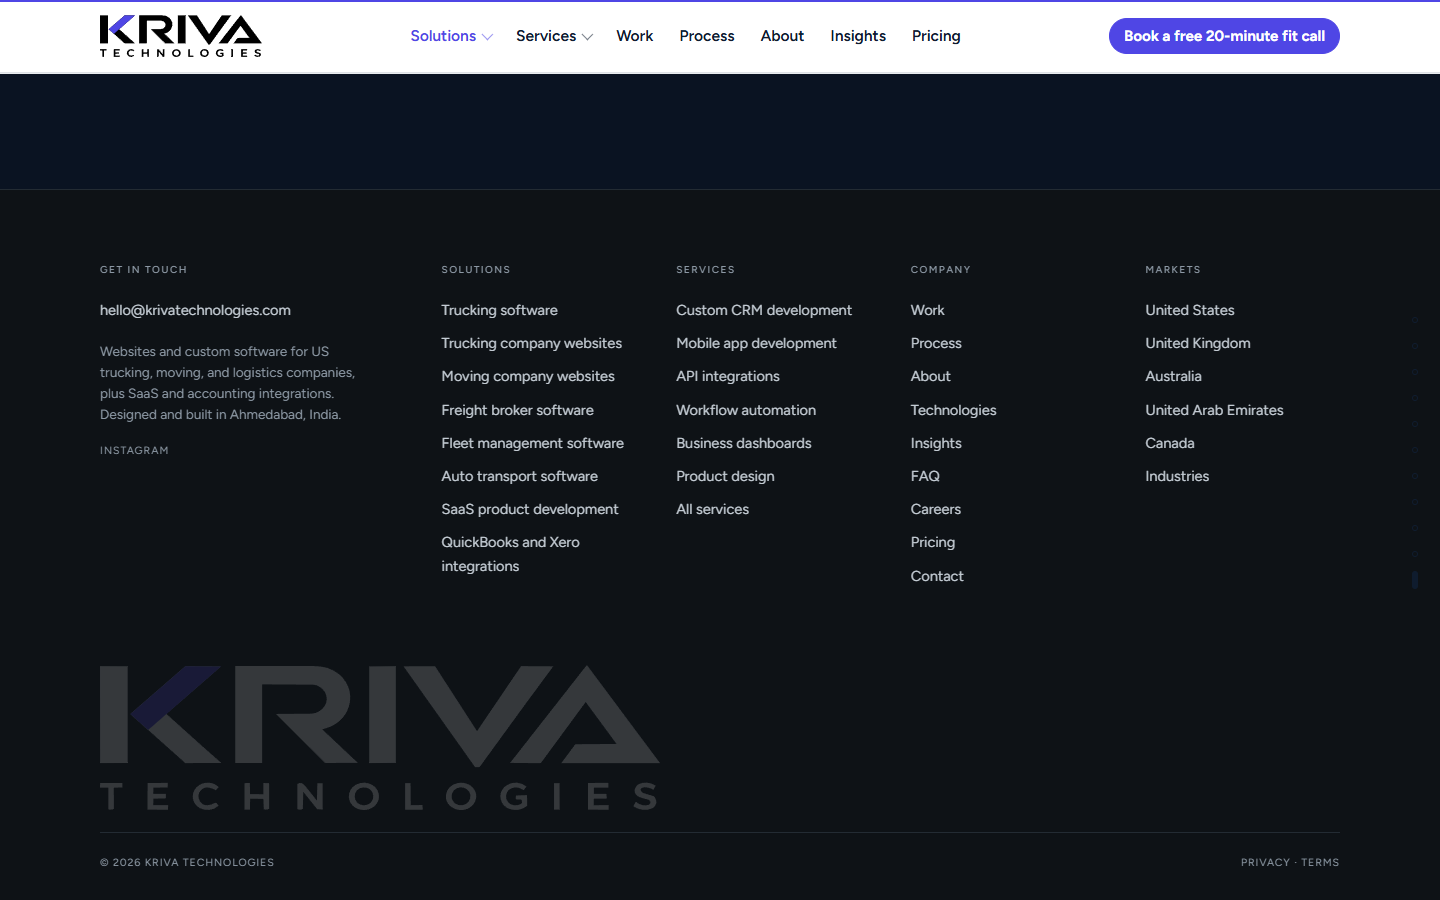 KRIVA
TECHNOLOGIES
Solutions
Services
Work
Process
About
Insights
Pricing
Book a free 20-minute fit call
GET IN TOUCH
hello@krivatechnologies.com
Websites and custom software for US
trucking, moving, and logistics companies,
plus SaaS and accounting integrations.
Designed and built in Ahmedabad, India.
INSTAGRAM
SOLUTIONS
Trucking software
Trucking company websites
Moving company websites
Freight broker software
Fleet management software
Auto transport software
SaaS product development
QuickBooks and Xero
integrations
SERVICES
Custom CRM development
Mobile app development
API integrations
Workflow automation
Business dashboards
Product design
All services
COMPANY
Work
Process
About
Technologies
Insights
FAQ
Careers
Pricing
Contact
MARKETS
United States
United Kingdom
Australia
United Arab Emirates
Canada
Industries
KRIVA
TECHNOLOGIES
© 2026 KRIVA TECHNOLOGIES
PRIVACY · TERMS